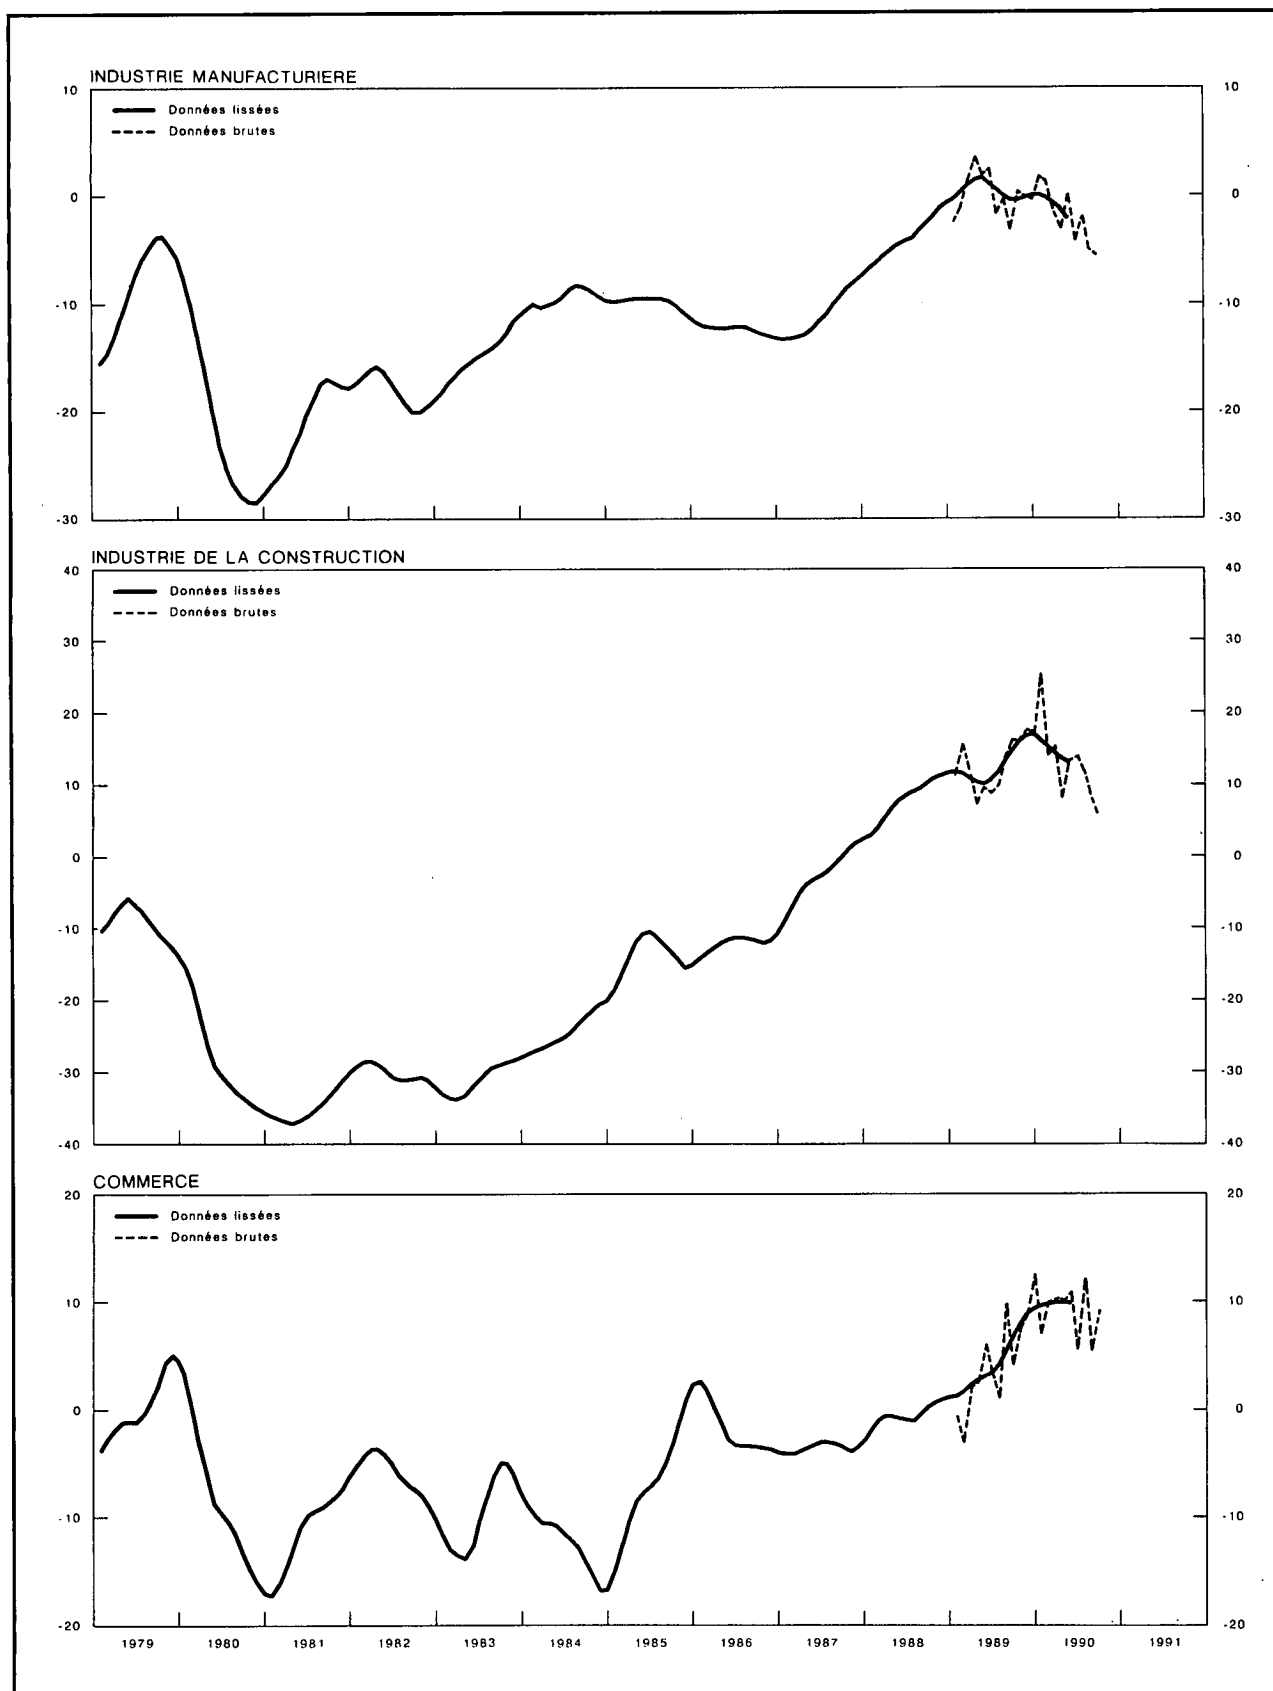 INDUSTRIE MANUFACTURIERE
10 10
Données lissées
Données brutes
0 0
-10 -10
-20 -20
-30 -30
INDUSTRIE DE LA CONSTRUCTION
40 40
Données lissées
Données brutes
30 30
20 20
10 10
0 0
-10 -10
-20 -20
-30 -30
-40 -40
COMMERCE
20 20
Données lissées
Données brutes
10 10
0 0
-10 -10
-20 -20
1979 1980 1981 1982 1983 1984 1985 1986 1987 1988 1989 1990 1991